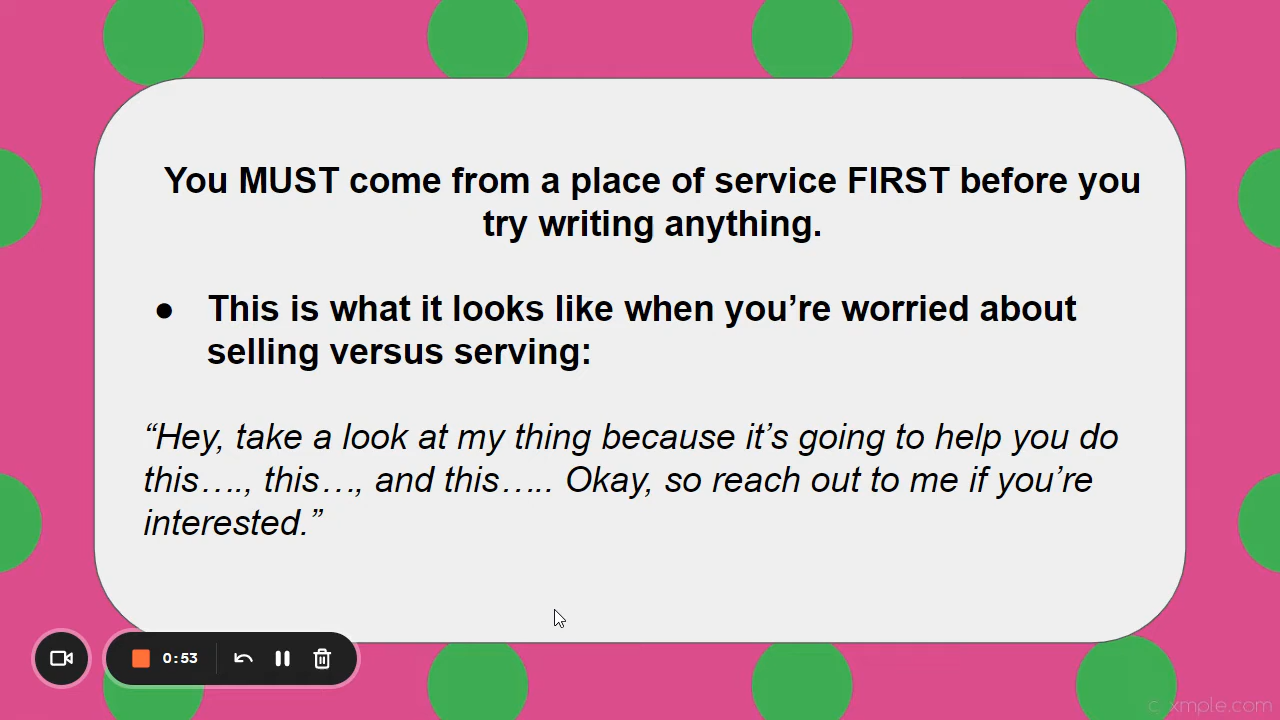 You MUST come from a place of service FIRST before you
try writing anything.
● This is what it looks like when you’re worried about
selling versus serving:
“Hey, take a look at my thing because it’s going to help you do
this…., this…, and this….. Okay, so reach out to me if you’re
interested.”
0:53
xmple.com